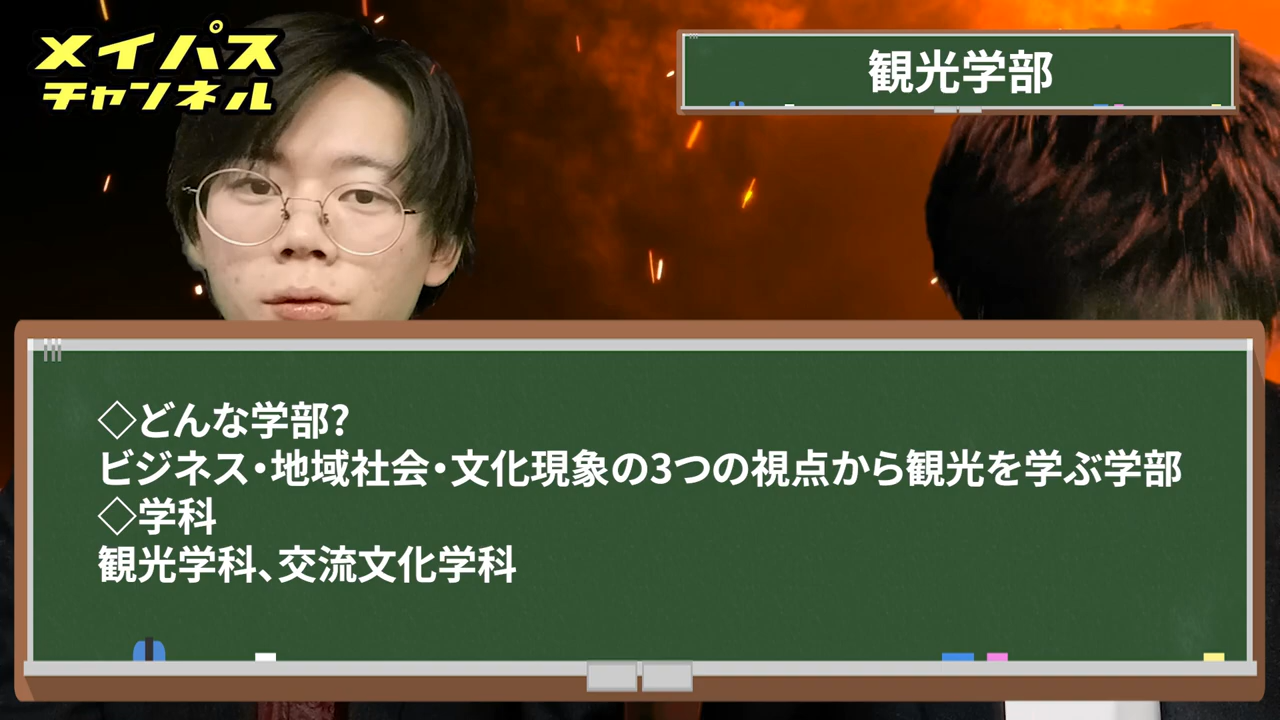 メイパス
チャンネル
観光学部
◇どんな学部?
ビジネス・地域社会・文化現象の3つの視点から観光を学ぶ学部
◇学科
観光学科、交流文化学科